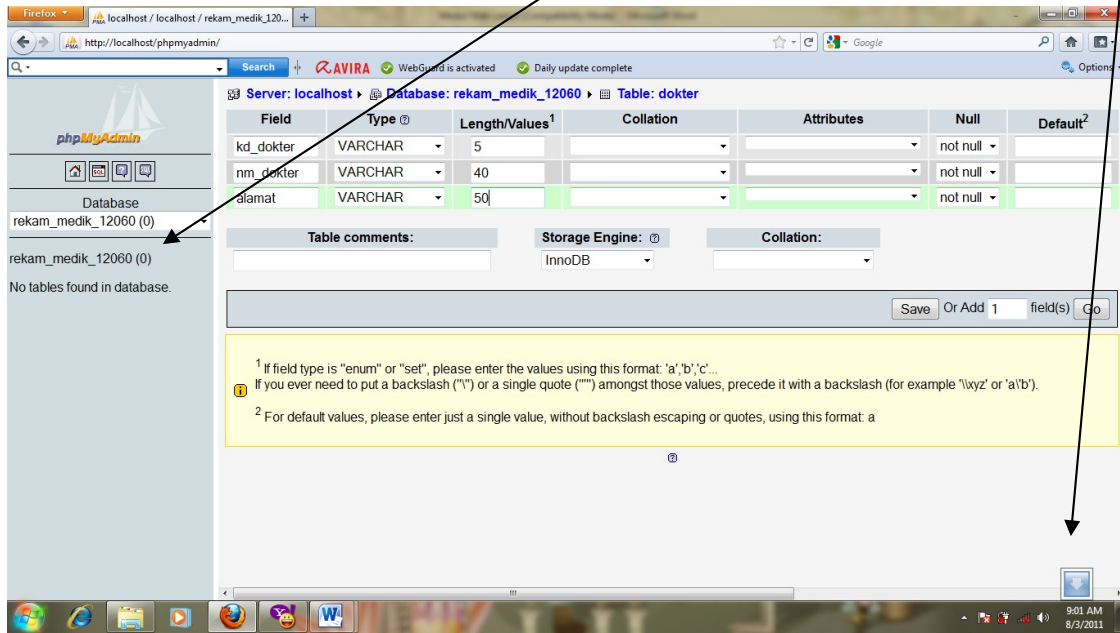 Firefox
localhost / localhost / rekam_medik_120...
http://localhost/phpmyadmin/
Google
Search AVIRA WebGuard is activated Daily update complete Options
phpMyAdmin
Database
rekam_medik_12060 (0)
rekam_medik_12060 (0)
No tables found in database.
Server: localhost ▸ Database: rekam_medik_12060 ▸ Table: dokter
Field Type Length/Values1 Collation Attributes Null Default2
kd_dokter VARCHAR 5 not null
nm_dokter VARCHAR 40 not null
alamat VARCHAR 50 not null
Table comments: Storage Engine: Collation:
InnoDB
Save Or Add 1 field(s) Go
1 If field type is "enum" or "set", please enter the values using this format: 'a','b','c'...
If you ever need to put a backslash ("\") or a single quote ("'") amongst those values, precede it with a backslash (for example '\\xyz' or 'a\'b').
2 For default values, please enter just a single value, without backslash escaping or quotes, using this format: a
9:01 AM
8/3/2011